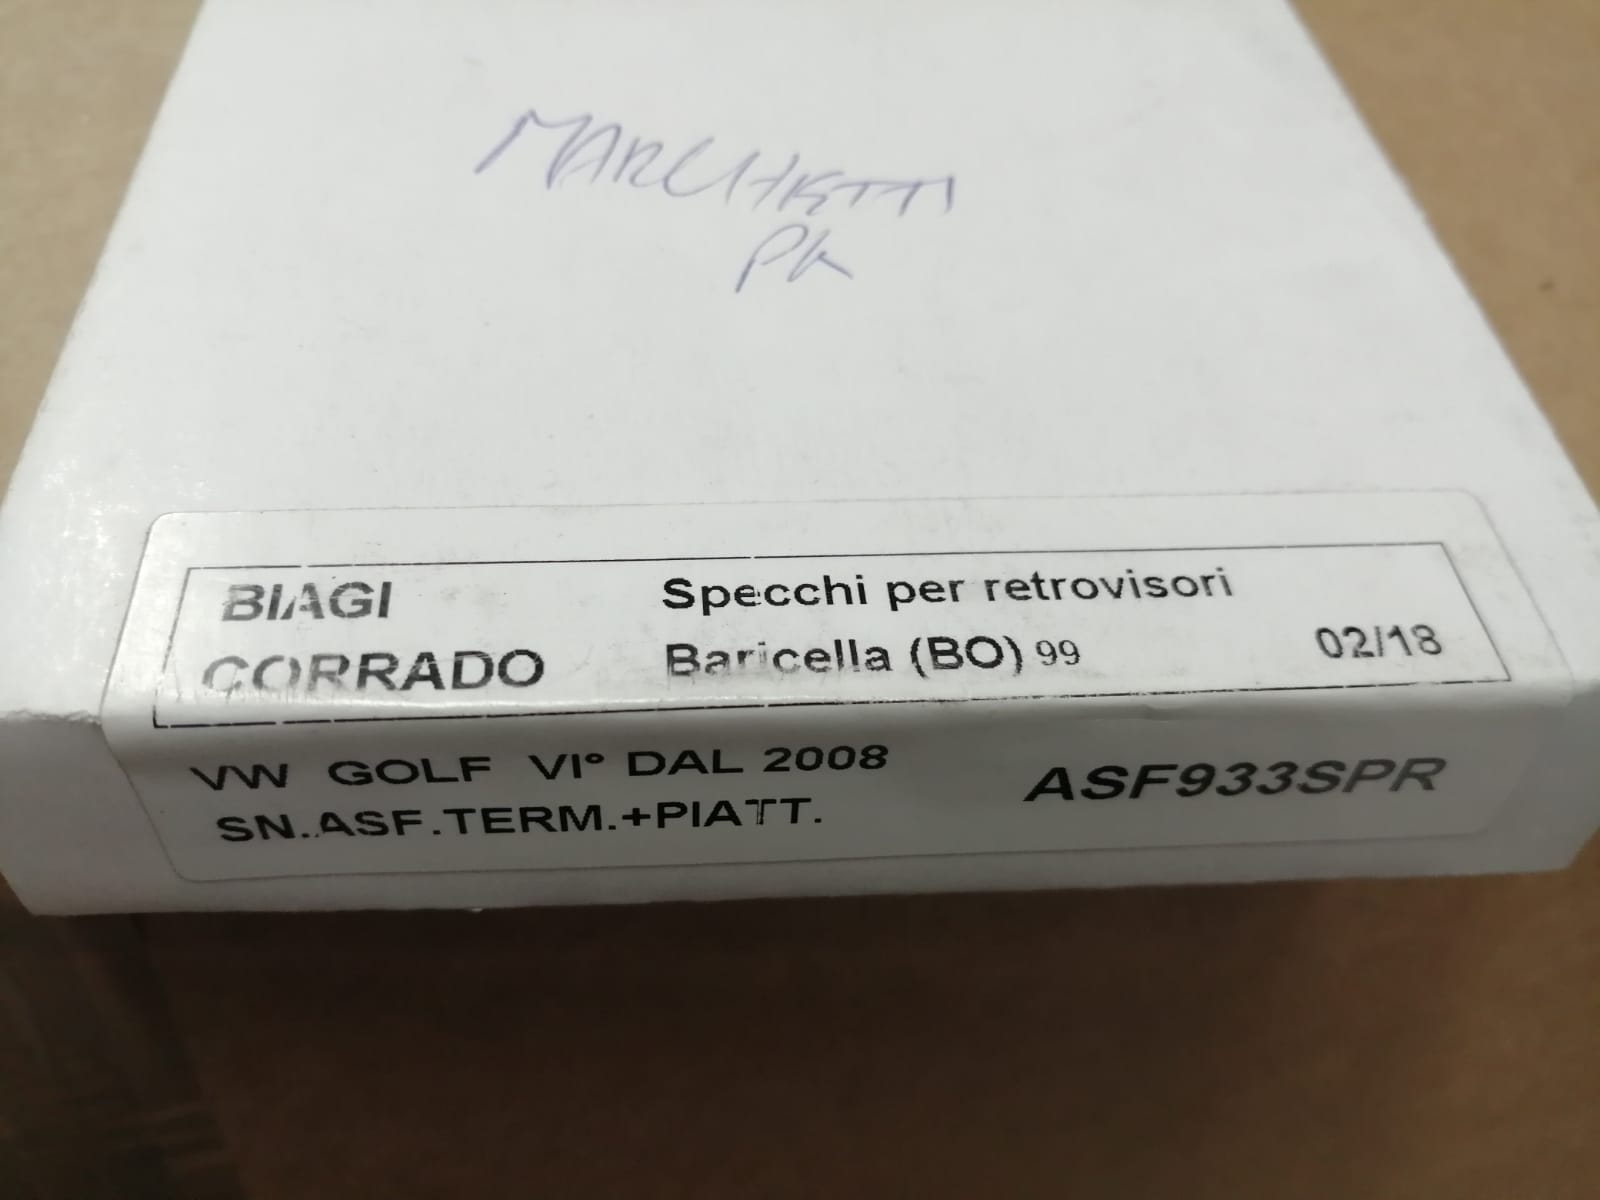 MARCHETTI
PK
BIAGI Specchi per retrovisori
CORRADO Baricella (BO) 99 02/18
VW GOLF VI° DAL 2008
ASF933SPR
SN..ASF.TERM.+PIATT.